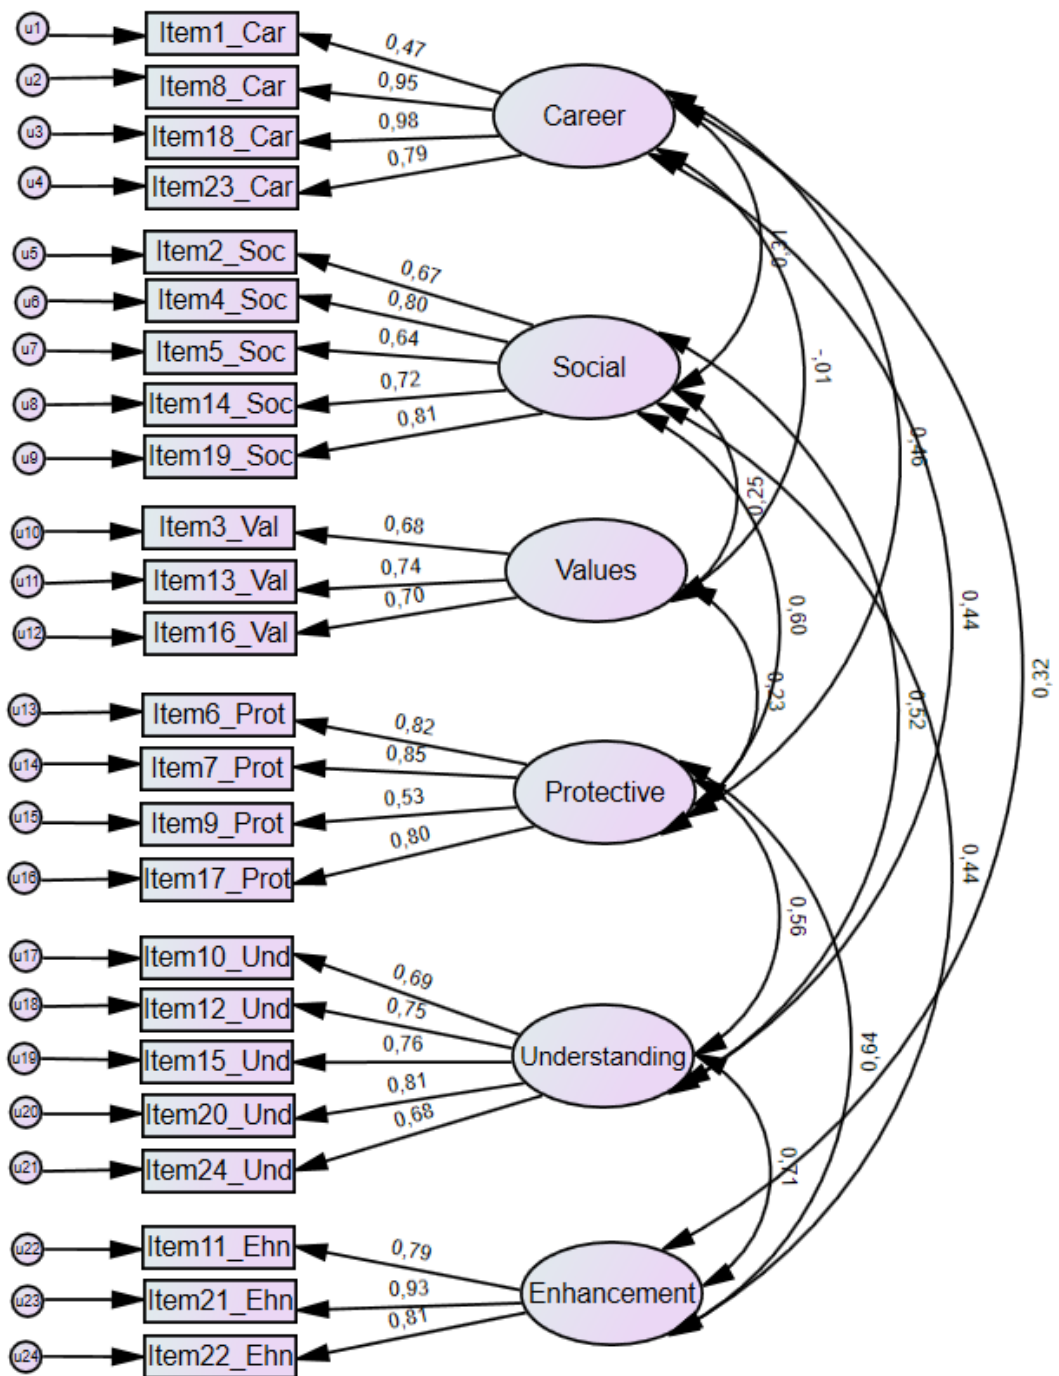 u1 Item1_Car 0,47
u2 Item8_Car 0,95
u3 Item18_Car 0,98
u4 Item23_Car 0,79
Career
u5 Item2_Soc 0,67
u6 Item4_Soc 0,80
u7 Item5_Soc 0,64
u8 Item14_Soc 0,72
u9 Item19_Soc 0,81
Social
u10 Item3_Val 0,68
u11 Item13_Val 0,74
u12 Item16_Val 0,70
Values
u13 Item6_Prot 0,82
u14 Item7_Prot 0,85
u15 Item9_Prot 0,53
u16 Item17_Prot 0,80
Protective
u17 Item10_Und 0,69
u18 Item12_Und 0,75
u19 Item15_Und 0,76
u20 Item20_Und 0,81
u21 Item24_Und 0,68
Understanding
u22 Item11_Ehn 0,79
u23 Item21_Ehn 0,93
u24 Item22_Ehn 0,81
Enhancement
0,31
-,01
0,46
0,25
0,60
0,44
0,32
0,23
0,52
0,44
0,56
0,64
0,71